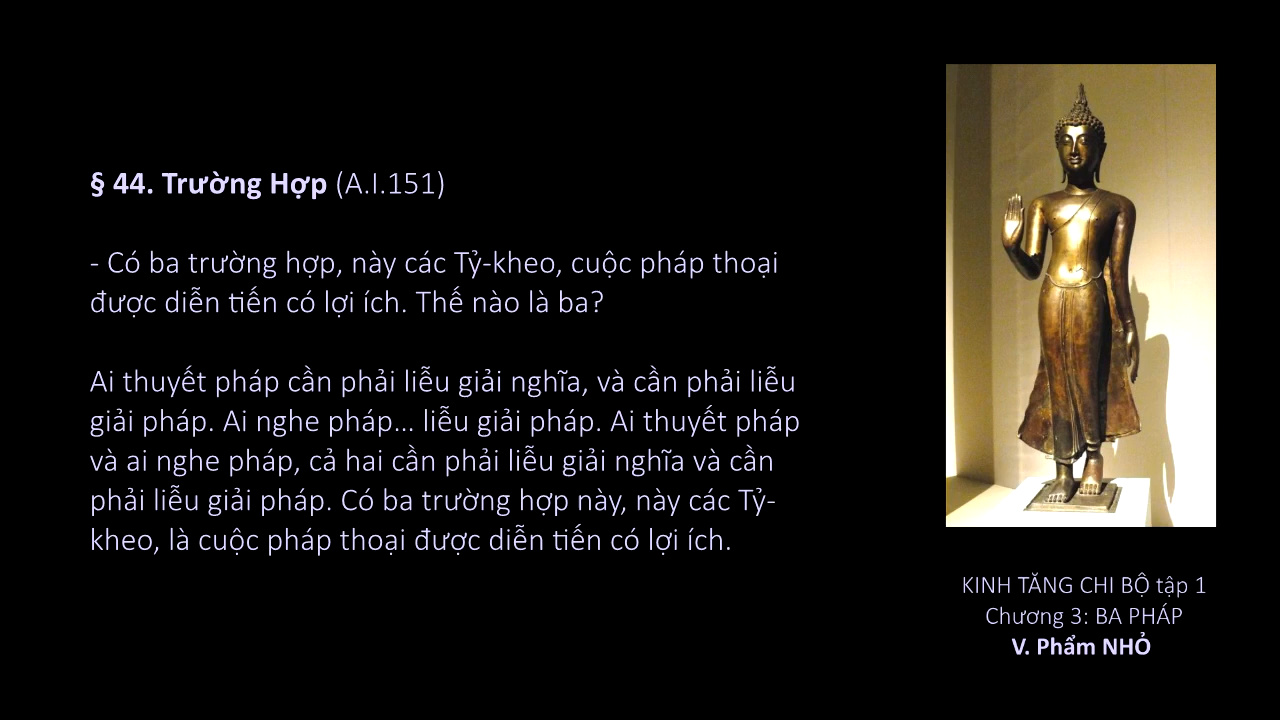 § 44. Trường Hợp (A.I.151)
- Có ba trường hợp, này các Tỷ-kheo, cuộc pháp thoại
được diễn tiến có lợi ích. Thế nào là ba?
Ai thuyết pháp cần phải liễu giải nghĩa, và cần phải liễu
giải pháp. Ai nghe pháp... liễu giải pháp. Ai thuyết pháp
và ai nghe pháp, cả hai cần phải liễu giải nghĩa và cần
phải liễu giải pháp. Có ba trường hợp này, này các Tỷ-
kheo, là cuộc pháp thoại được diễn tiến có lợi ích.
KINH TĂNG CHI BỘ tập 1
Chương 3: BA PHÁP
V. Phẩm NHỎ